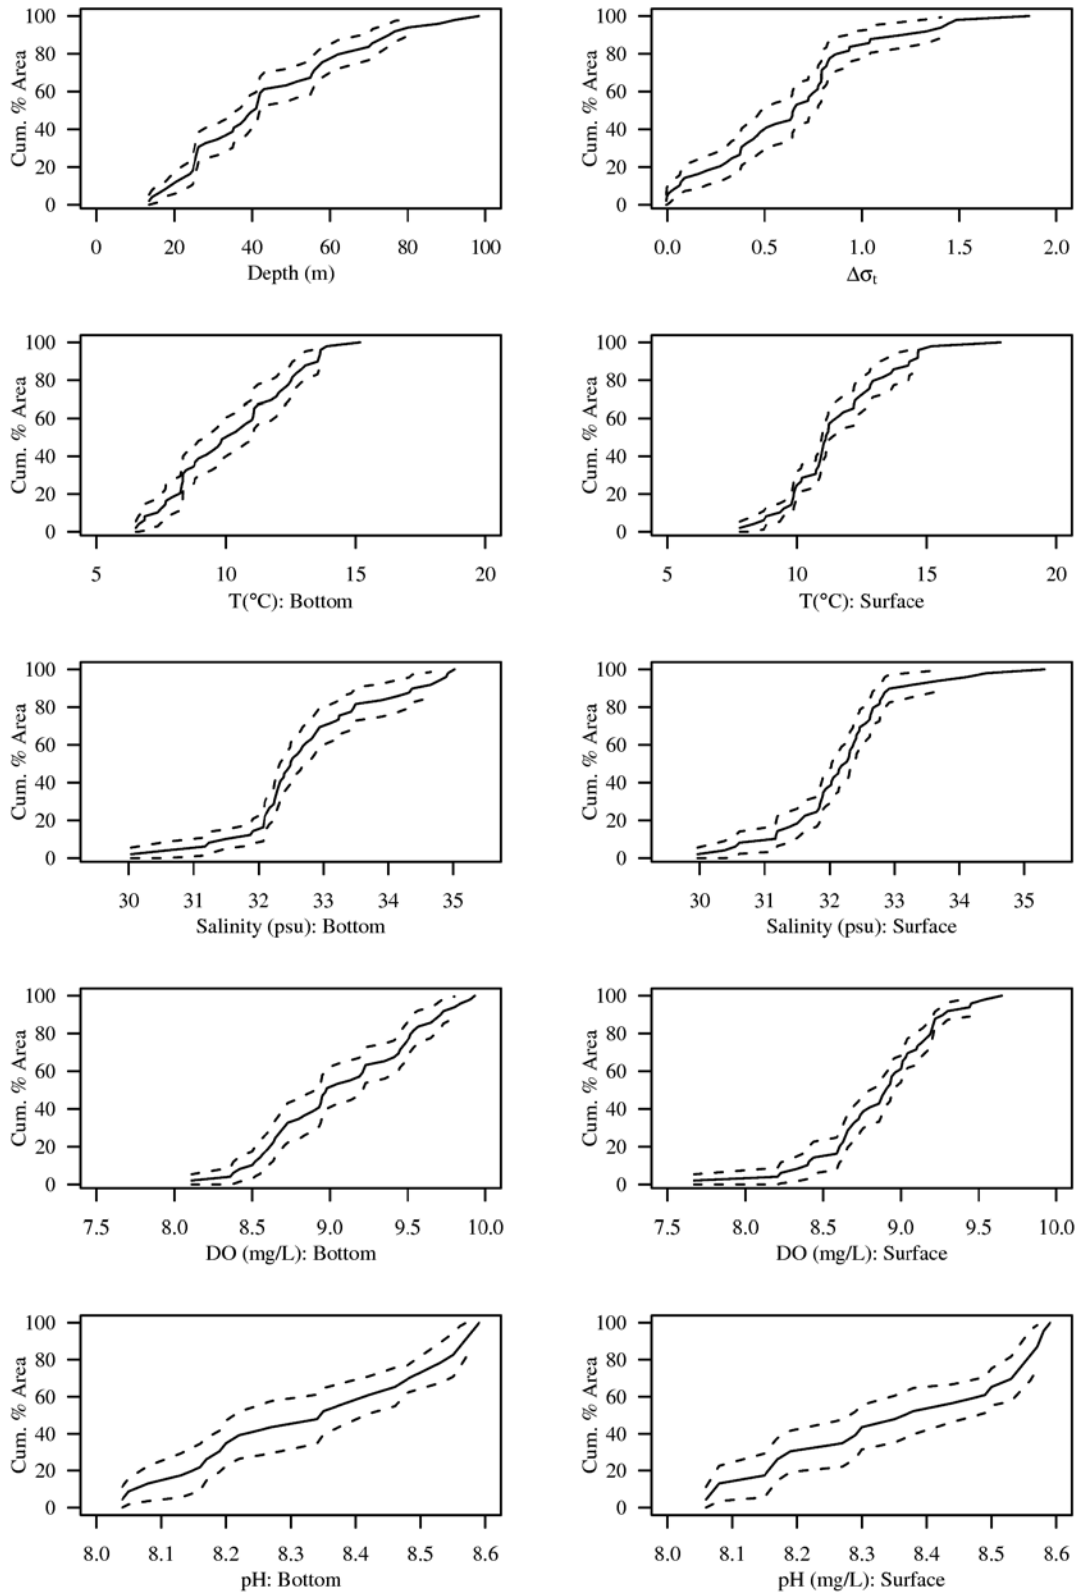 Cum. % Area
100
80
60
40
20
0
0 20 40 60 80 100
Depth (m)
Cum. % Area
100
80
60
40
20
0
0.0 0.5 1.0 1.5 2.0
Δσt
Cum. % Area
100
80
60
40
20
0
5 10 15 20
T(°C): Bottom
Cum. % Area
100
80
60
40
20
0
5 10 15 20
T(°C): Surface
Cum. % Area
100
80
60
40
20
0
30 31 32 33 34 35
Salinity (psu): Bottom
Cum. % Area
100
80
60
40
20
0
30 31 32 33 34 35
Salinity (psu): Surface
Cum. % Area
100
80
60
40
20
0
7.5 8.0 8.5 9.0 9.5 10.0
DO (mg/L): Bottom
Cum. % Area
100
80
60
40
20
0
7.5 8.0 8.5 9.0 9.5 10.0
DO (mg/L): Surface
Cum. % Area
100
80
60
40
20
0
8.0 8.1 8.2 8.3 8.4 8.5 8.6
pH: Bottom
Cum. % Area
100
80
60
40
20
0
8.0 8.1 8.2 8.3 8.4 8.5 8.6
pH (mg/L): Surface